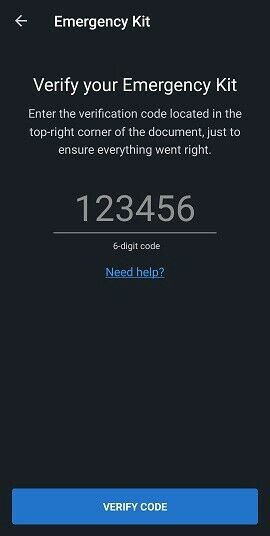 Emergency Kit
Verify your Emergency Kit
Enter the verification code located in the
top-right corner of the document, just to
ensure everything went right.
123456
6-digit code
Need help?
VERIFY CODE